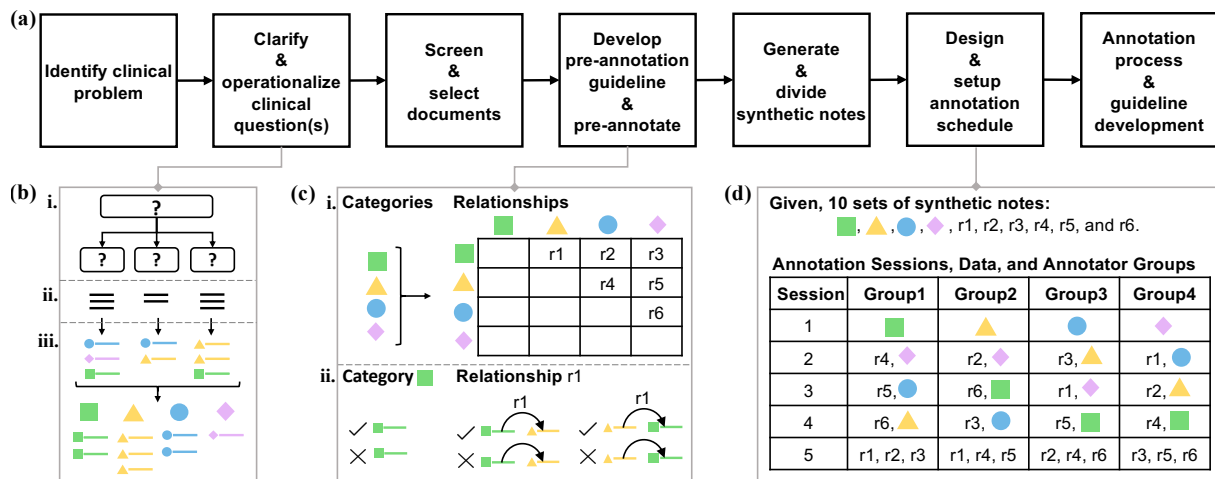 (a)
Identify clinical
problem
Clarify
&
operationalize
clinical
question(s)
Screen
&
select
documents
Develop
pre-annotation
guideline
&
pre-annotate
Generate
&
divide
synthetic notes
Design
&
setup
annotation
schedule
Annotation
process
&
guideline
development
(b)
i.
?
? ? ?
ii.
iii.
(c)
i. Categories Relationships
r1 r2 r3
r4 r5
r6
ii. Category Relationship r1
r1 r1
(d)
Given, 10 sets of synthetic notes:
, , , , r1, r2, r3, r4, r5, and r6.
Annotation Sessions, Data, and Annotator Groups
Session Group1 Group2 Group3 Group4
1
2 r4, r2, r3, r1,
3 r5, r6, r1, r2,
4 r6, r3, r5, r4,
5 r1, r2, r3 r1, r4, r5 r2, r4, r6 r3, r5, r6